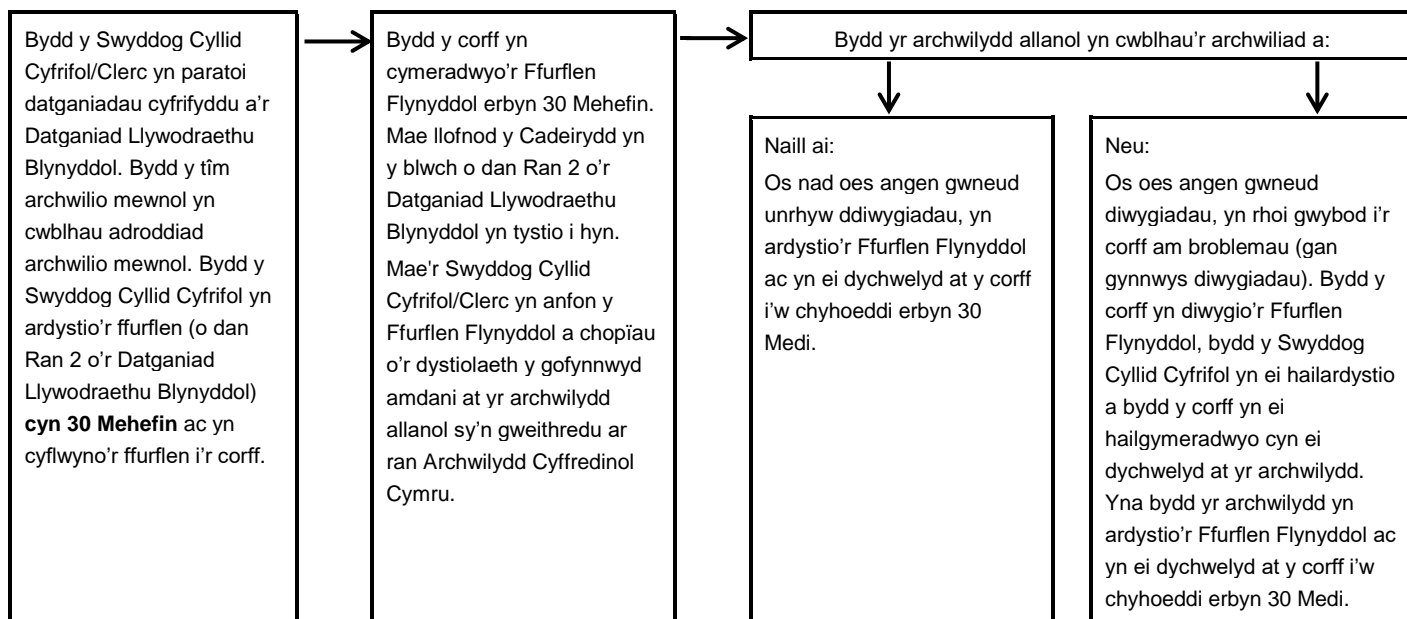 Bydd y Swyddog Cyllid
Cyfrifol/Clerc yn paratoi
datganiadau cyfrifyddu a’r
Datganiad Llywodraethu
Blynyddol. Bydd y tîm
archwilio mewnol yn
cwblhau adroddiad
archwilio mewnol. Bydd y
Swyddog Cyllid Cyfrifol yn
ardystio’r ffurflen (o dan
Ran 2 o’r Datganiad
Llywodraethu Blynyddol)
cyn 30 Mehefin ac yn
cyflwyno’r ffurflen i’r corff.
Bydd y corff yn
cymeradwyo’r Ffurflen
Flynyddol erbyn 30 Mehefin.
Mae llofnod y Cadeirydd yn
y blwch o dan Ran 2 o’r
Datganiad Llywodraethu
Blynyddol yn tystio i hyn.
Mae'r Swyddog Cyllid
Cyfrifol/Clerc yn anfon y
Ffurflen Flynyddol a chopïau
o’r dystiolaeth y gofynnwyd
amdani at yr archwilydd
allanol sy’n gweithredu ar
ran Archwilydd Cyffredinol
Cymru.
Bydd yr archwilydd allanol yn cwblhau’r archwiliad a:
Naill ai:
Os nad oes angen gwneud
unrhyw ddiwygiadau, yn
ardystio’r Ffurflen Flynyddol
ac yn ei dychwelyd at y corff
i’w chyhoeddi erbyn 30
Medi.
Neu:
Os oes angen gwneud
diwygiadau, yn rhoi gwybod i’r
corff am broblemau (gan
gynnwys diwygiadau). Bydd y
corff yn diwygio’r Ffurflen
Flynyddol, bydd y Swyddog
Cyllid Cyfrifol yn ei hailardystio
a bydd y corff yn ei
hailgymeradwyo cyn ei
dychwelyd at yr archwilydd.
Yna bydd yr archwilydd yn
ardystio’r Ffurflen Flynyddol ac
yn ei dychwelyd at y corff i’w
chyhoeddi erbyn 30 Medi.